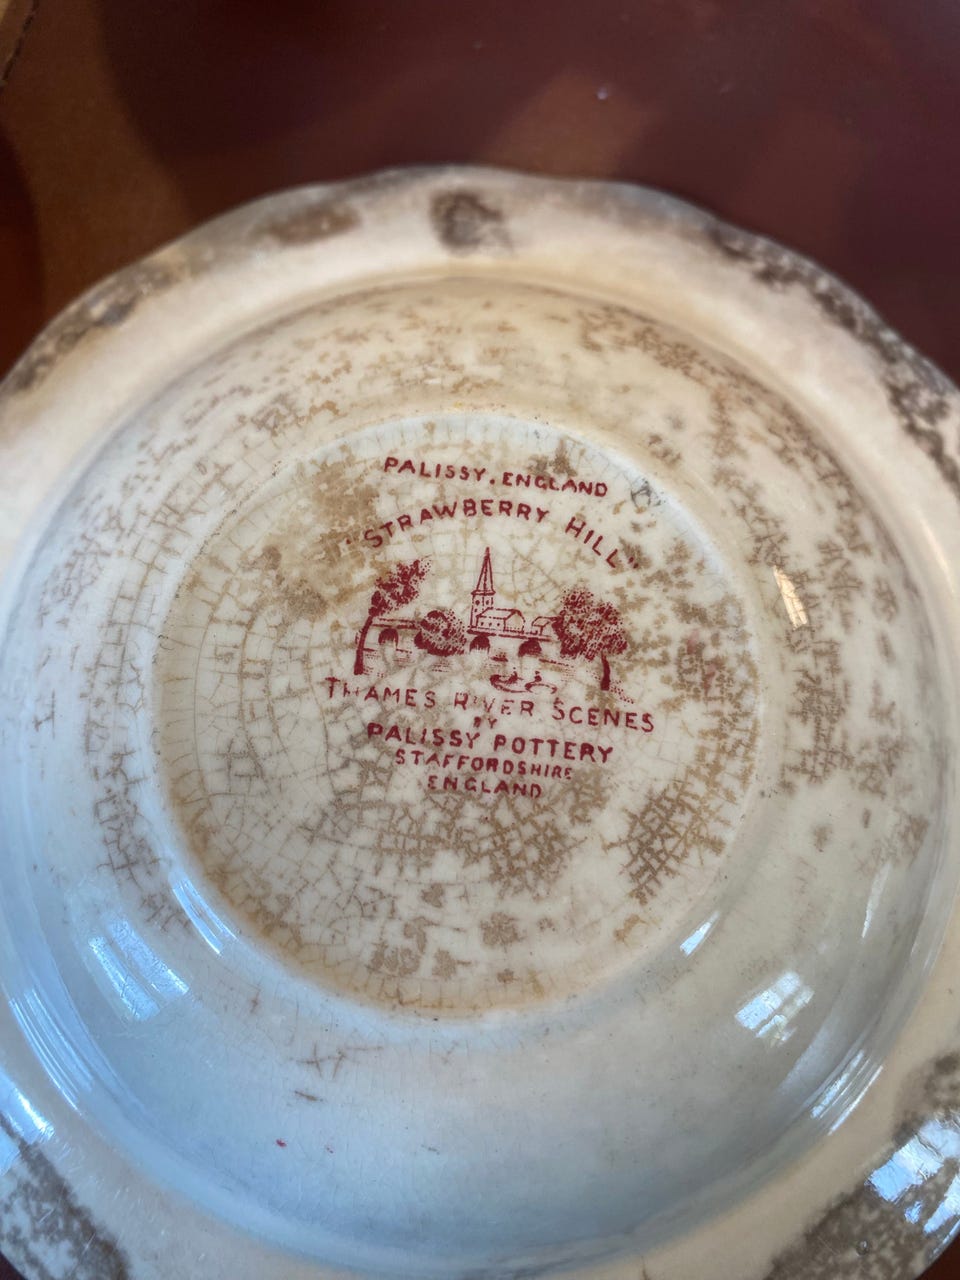 PALISSY, ENGLAND
"STRAWBERRY HILL"
THAMES RIVER SCENES
BY
PALISSY POTTERY
STAFFORDSHIRE
ENGLAND